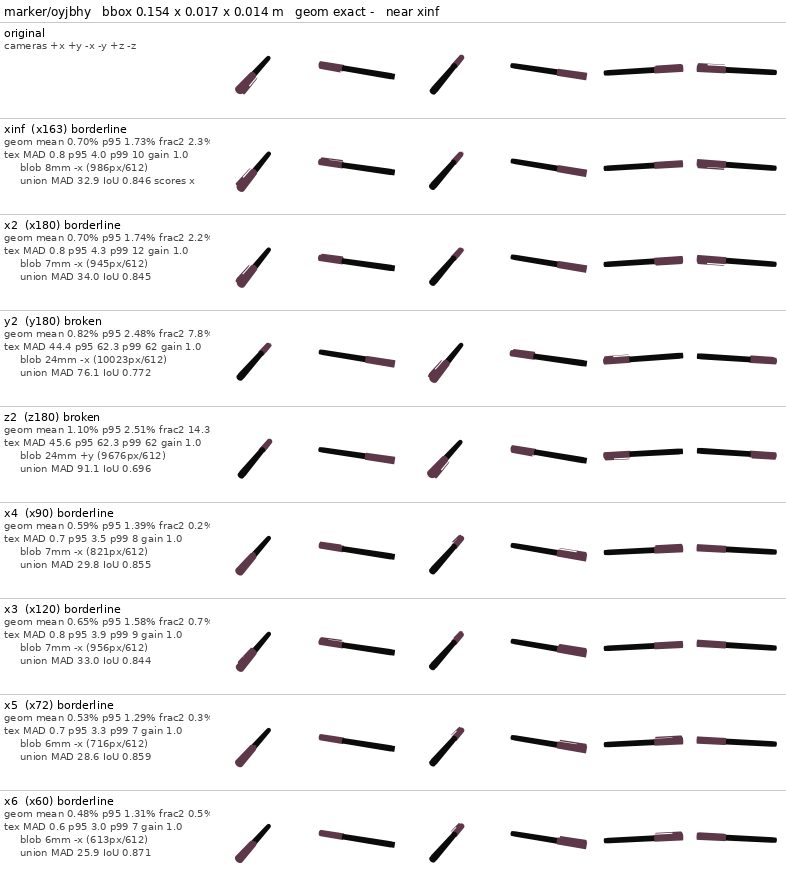 marker/oyjbhy   bbox 0.154 x 0.017 x 0.014 m   geom exact -   near xinf
original
cameras +x +y -x -y +z -z
xinf  (x163) borderline
geom mean 0.70% p95 1.73% frac2 2.3%
tex MAD 0.8 p95 4.0 p99 10 gain 1.0
blob 8mm -x (986px/612)
union MAD 32.9 IoU 0.846 scores x
x2  (x180) borderline
geom mean 0.70% p95 1.74% frac2 2.2%
tex MAD 0.8 p95 4.3 p99 12 gain 1.0
blob 7mm -x (945px/612)
union MAD 34.0 IoU 0.845
y2  (y180) broken
geom mean 0.82% p95 2.48% frac2 7.8%
tex MAD 44.4 p95 62.3 p99 62 gain 1.0
blob 24mm -x (10023px/612)
union MAD 76.1 IoU 0.772
z2  (z180) broken
geom mean 1.10% p95 2.51% frac2 14.3
tex MAD 45.6 p95 62.3 p99 62 gain 1.0
blob 24mm +y (9676px/612)
union MAD 91.1 IoU 0.696
x4  (x90) borderline
geom mean 0.59% p95 1.39% frac2 0.2%
tex MAD 0.7 p95 3.5 p99 8 gain 1.0
blob 7mm -x (821px/612)
union MAD 29.8 IoU 0.855
x3  (x120) borderline
geom mean 0.65% p95 1.58% frac2 0.7%
tex MAD 0.8 p95 3.9 p99 9 gain 1.0
blob 7mm -x (956px/612)
union MAD 33.0 IoU 0.844
x5  (x72) borderline
geom mean 0.53% p95 1.29% frac2 0.3%
tex MAD 0.7 p95 3.3 p99 7 gain 1.0
blob 6mm -x (716px/612)
union MAD 28.6 IoU 0.859
x6  (x60) borderline
geom mean 0.48% p95 1.31% frac2 0.5%
tex MAD 0.6 p95 3.0 p99 7 gain 1.0
blob 6mm -x (613px/612)
union MAD 25.9 IoU 0.871